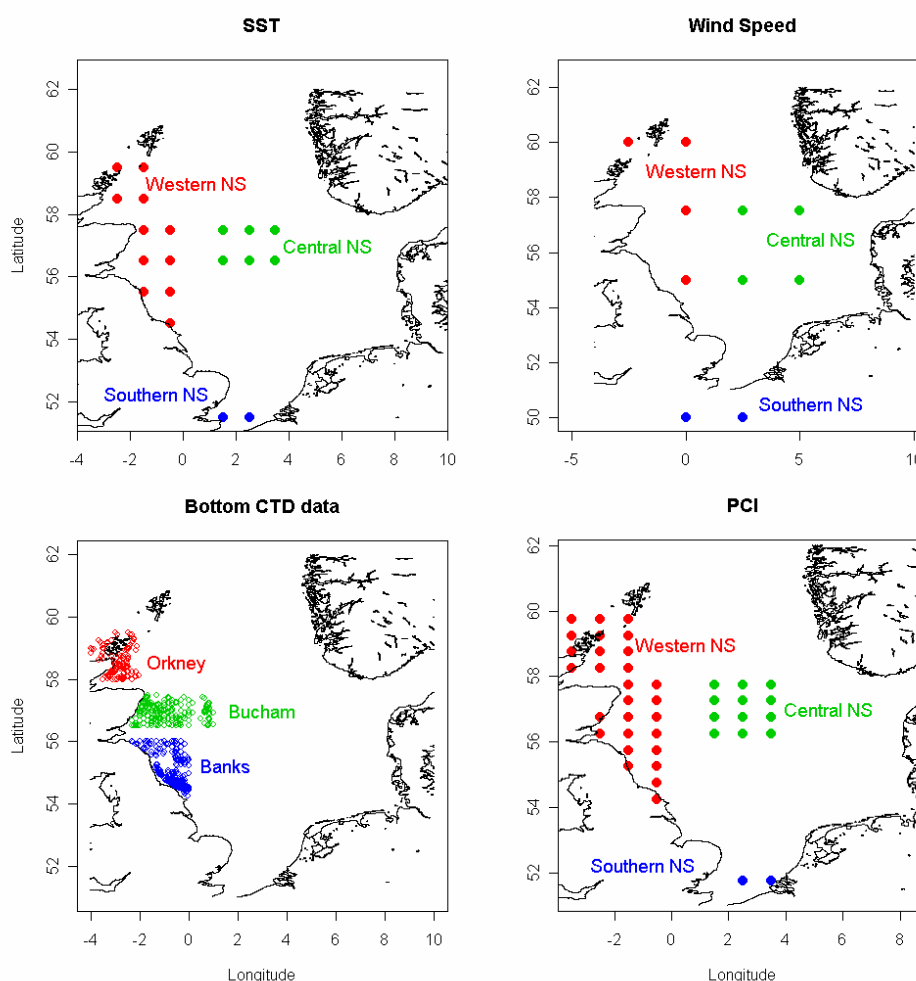 SST
62
60
58
56
54
52
Latitude
Western NS
Central NS
Southern NS
-4 -2 0 2 4 6 8 10
Wind Speed
62
60
58
56
54
52
50
Western NS
Central NS
Southern NS
-5 0 5 10
Bottom CTD data
62
60
58
56
54
52
Latitude
Orkney
Bucham
Banks
-4 -2 0 2 4 6 8 10
Longitude
PCI
62
60
58
56
54
52
Western NS
Central NS
Southern NS
-2 0 2 4 6 8
Longitude